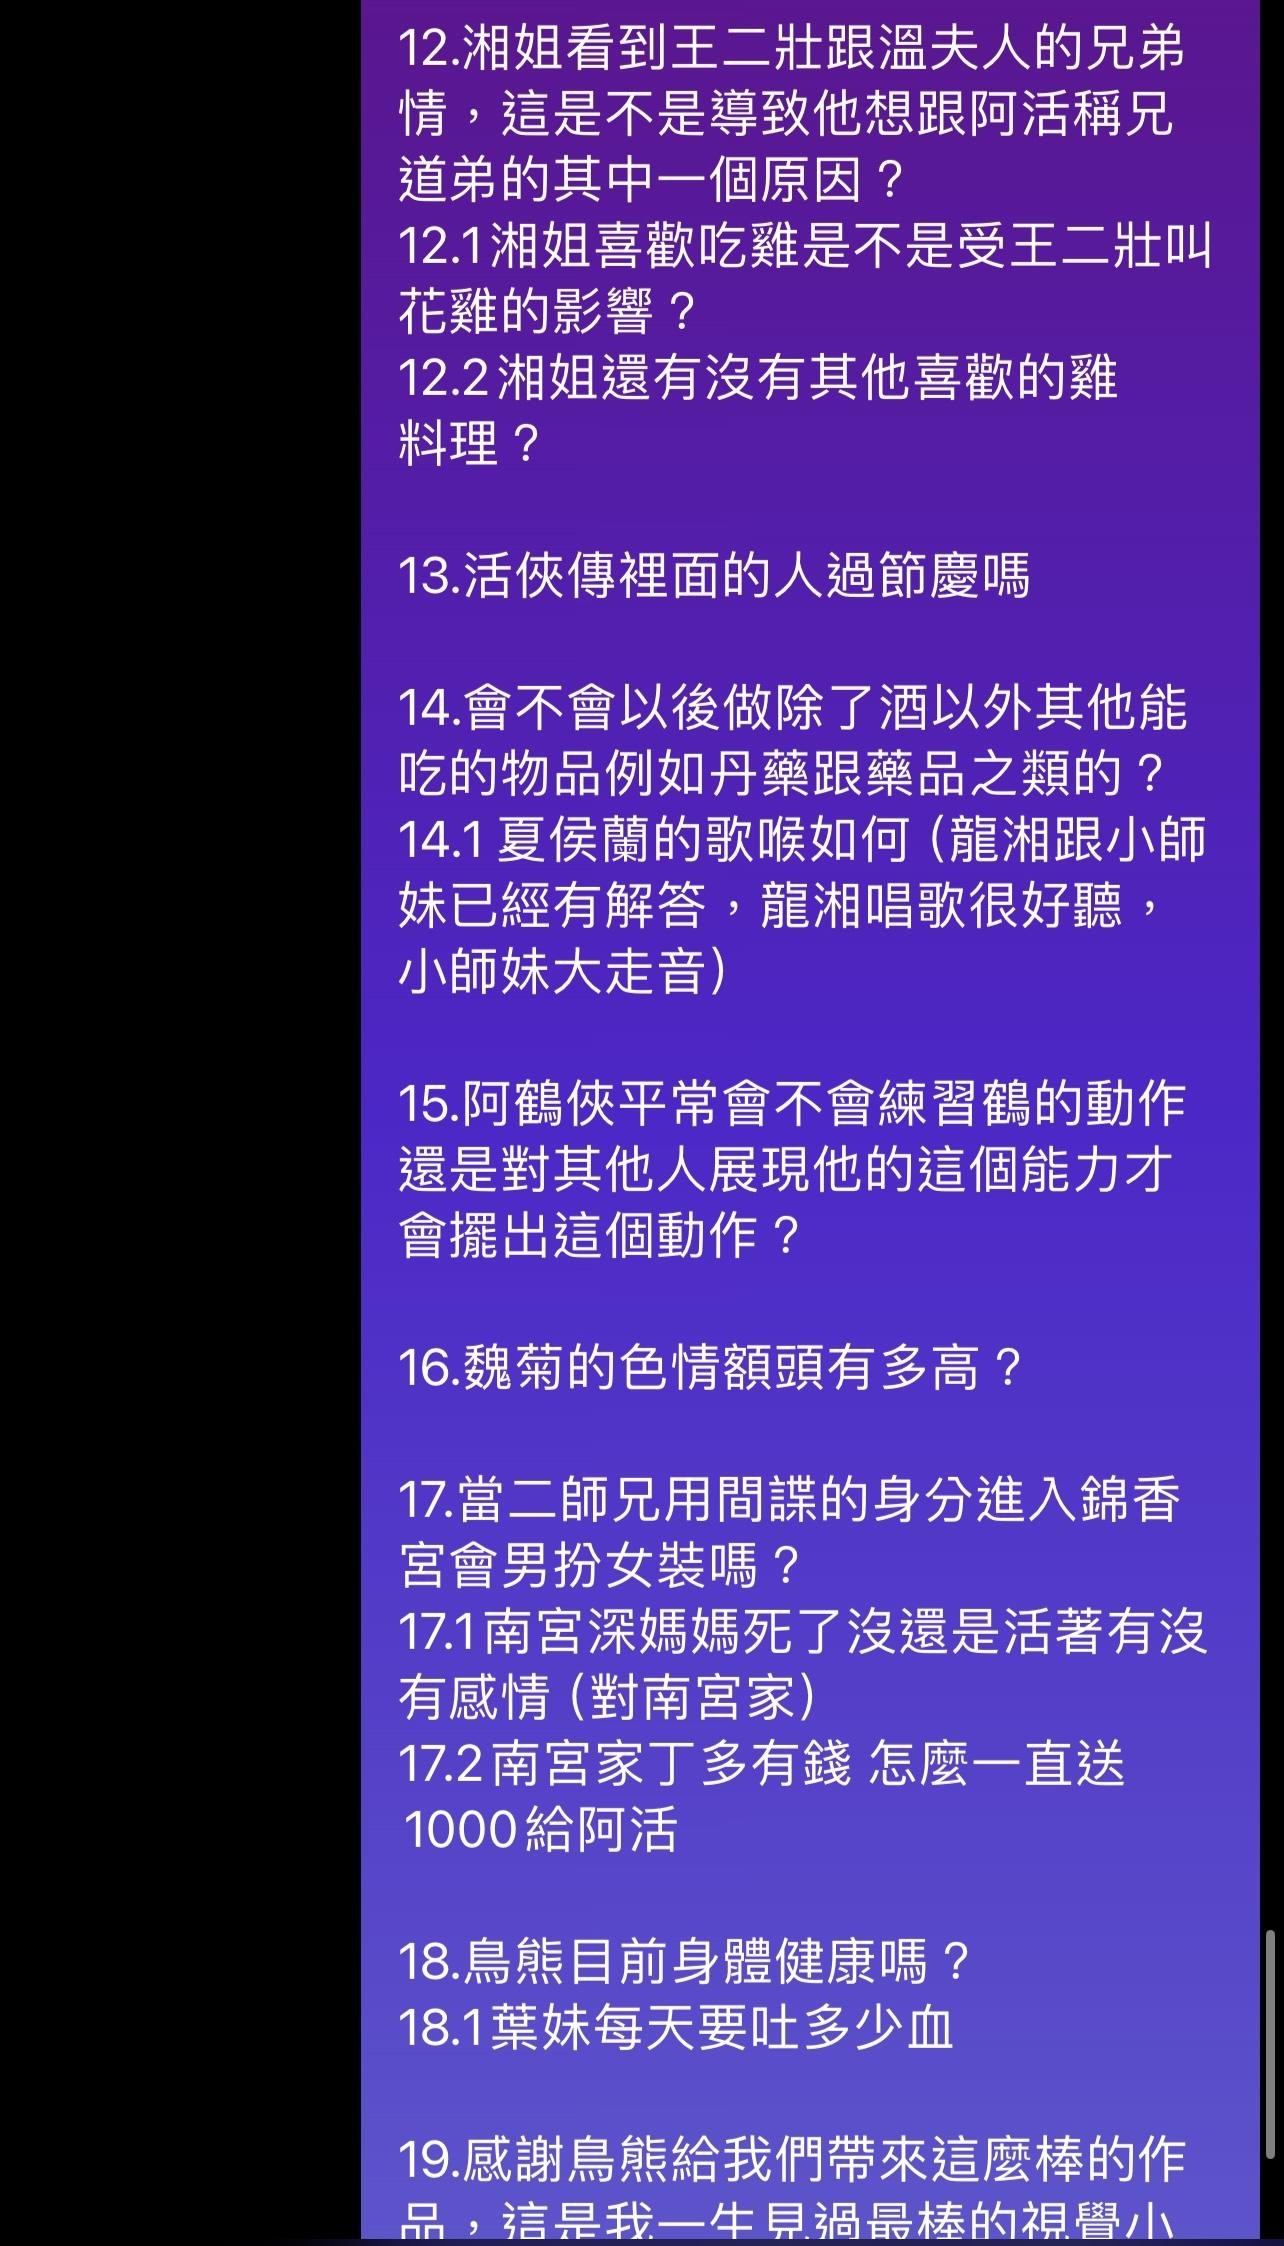 12.湘姐看到王二壯跟溫夫人的兄弟
情，這是不是導致他想跟阿活稱兄
道弟的其中一個原因？
12.1湘姐喜歡吃雞是不是受王二壯叫
花雞的影響？
12.2湘姐還有沒有其他喜歡的雞
料理？
13.活俠傳裡面的人過節慶嗎
14.會不會以後做除了酒以外其他能
吃的物品例如丹藥跟藥品之類的？
14.1 夏侯蘭的歌喉如何（龍湘跟小師
妹已經有解答，龍湘唱歌很好聽，
小師妹大走音）
15.阿鶴俠平常會不會練習鶴的動作
還是對其他人展現他的這個能力才
會擺出這個動作？
16.魏菊的色情額頭有多高？
17.當二師兄用間諜的身分進入錦香
宮會男扮女裝嗎？
17.1南宮深媽媽死了沒還是活著有沒
有感情（對南宮家）
17.2南宮家丁多有錢 怎麼一直送
1000給阿活
18.鳥熊目前身體健康嗎？
18.1葉妹每天要吐多少血
19.感謝鳥熊給我們帶來這麼棒的作
品，這是我一生見過最棒的視覺小